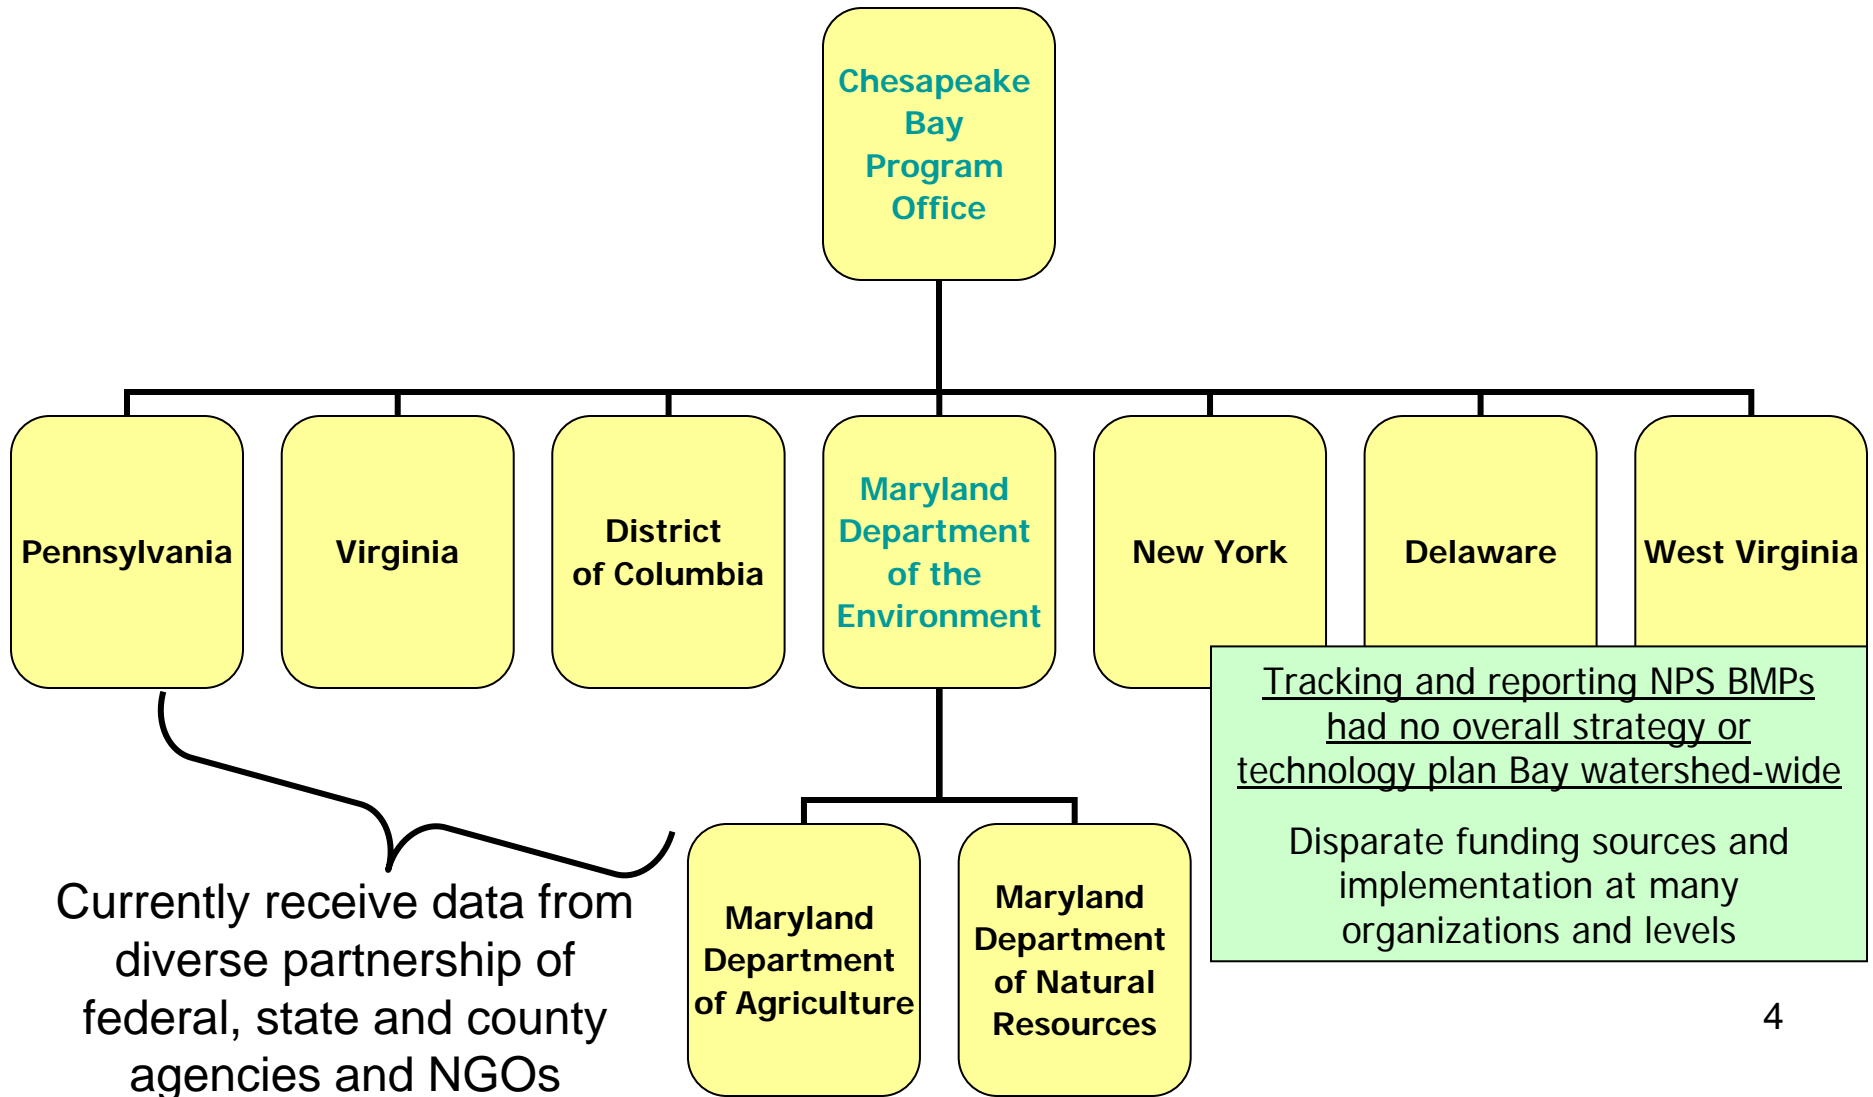 Chesapeake
Bay
Program
Office
Pennsylvania
Virginia
District
of Columbia
Maryland
Department
of the
Environment
New York
Delaware
West Virginia
Tracking and reporting NPS BMPs
had no overall strategy or
technology plan Bay watershed-wide
Disparate funding sources and
implementation at many
organizations and levels
Currently receive data from
diverse partnership of
federal, state and county
agencies and NGOs
Maryland
Department
of Agriculture
Maryland
Department
of Natural
Resources
4